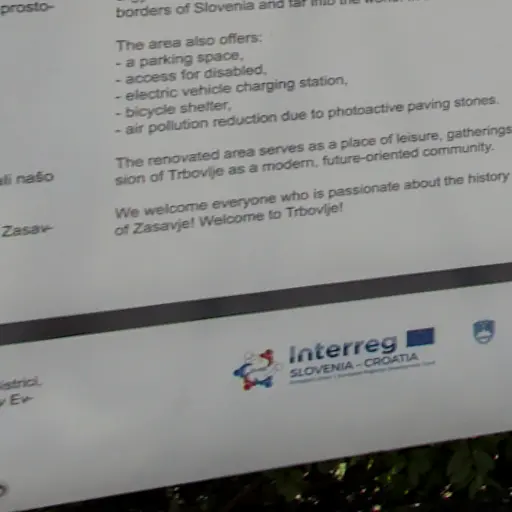 prosto-
borders of Slovenia and far into the
The area also offers:
- a parking space,
- access for disabled,
- electric vehicle charging station,
- bicycle shelter,
- air pollution reduction due to photoactive paving stones.
The renovated area serves as a place of leisure, gatherings
sion of Trbovlje as a modern, future-oriented community.
našo
We welcome everyone who is passionate about the history
of Zasavje! Welcome to Trbovlje!
Zasav-
istrici,
Ev-
Interreg
SLOVENIA – CROATIA